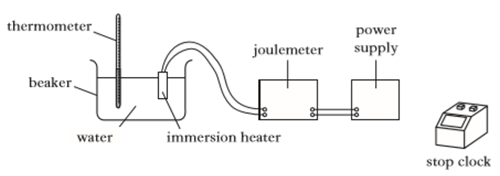 thermometer
power
supply
joulemeter
beaker
water
immersion heater
stop clock